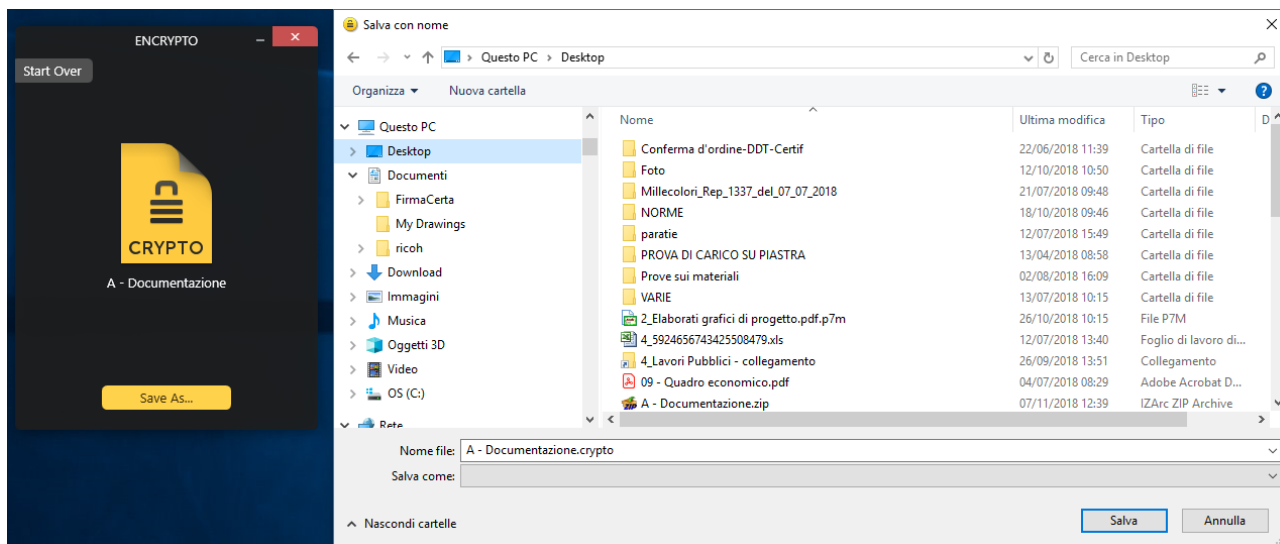 ENCRYPTO
Start Over
CRYPTO
A - Documentazione
Save As...
Salva con nome
Questo PC > Desktop
Cerca in Desktop
Organizza
Nuova cartella
Questo PC
Desktop
Documenti
FirmaCerta
My Drawings
ricoh
Download
Immagini
Musica
Oggetti 3D
Video
OS (C:)
Rete
Nome Ultima modifica Tipo D
Conferma d'ordine-DDT-Certif 22/06/2018 11:39 Cartella di file
Foto 12/10/2018 10:50 Cartella di file
Millecolori_Rep_1337_del_07_07_2018 21/07/2018 09:48 Cartella di file
NORME 18/10/2018 09:46 Cartella di file
paratie 12/07/2018 15:49 Cartella di file
PROVA DI CARICO SU PIASTRA 13/04/2018 08:58 Cartella di file
Prove sui materiali 02/08/2018 16:09 Cartella di file
VARIE 13/07/2018 10:15 Cartella di file
2_Elaborati grafici di progetto.pdf.p7m 26/10/2018 10:15 File P7M
4_5924656743425508479.xls 12/07/2018 13:40 Foglio di lavoro di...
4_Lavori Pubblici - collegamento 26/09/2018 13:51 Collegamento
09 - Quadro economico.pdf 04/07/2018 08:29 Adobe Acrobat D...
A - Documentazione.zip 07/11/2018 12:39 IZArc ZIP Archive
Nome file: A - Documentazione.crypto
Salva come:
Nascondi cartelle
Salva
Annulla